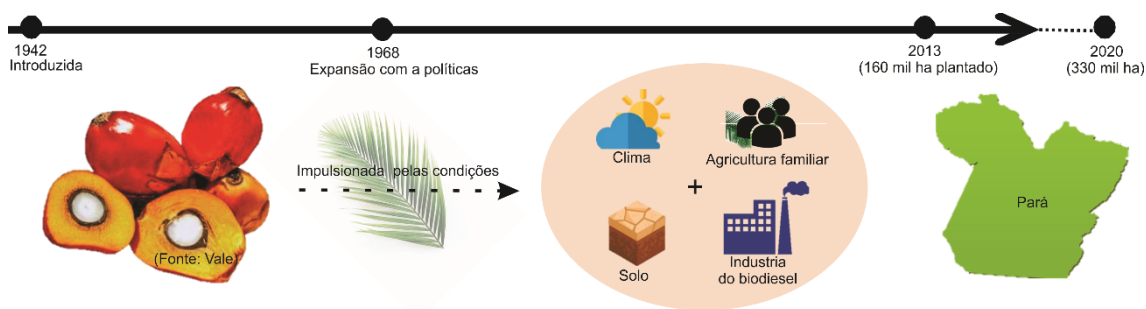 1942
Introduzida
1968
Expansão com a políticas
2013
(160 mil ha plantado)
2020
(330 mil ha)
(Fonte: Vale)
Impulsionada pelas condições
Clima
Agricultura familiar
+
Solo
Industria
do biodiesel
Pará